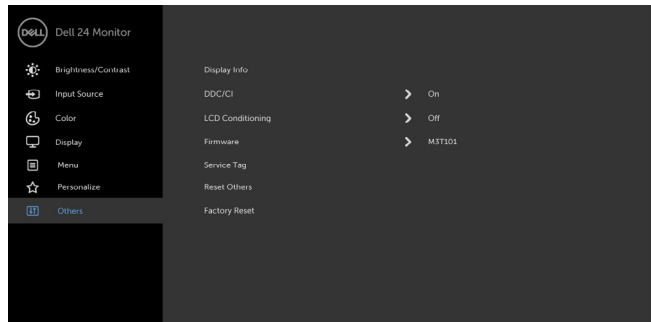 DELL Dell 24 Monitor
Brightness/Contrast Display Info
Input Source DDC/CI On
Color LCD Conditioning Off
Display Firmware M3T101
Menu Service Tag
Personalize Reset Others
Others Factory Reset